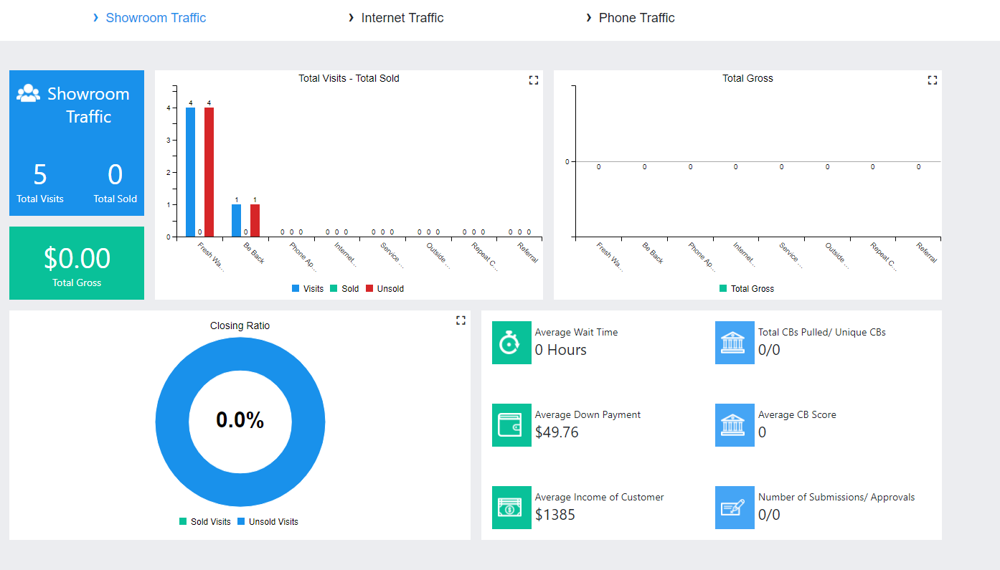 Showroom Traffic
Internet Traffic
Phone Traffic
Showroom
Traffic
5
0
Total Visits
Total Sold
$0.00
Total Gross
Total Visits - Total Sold
4
3
2
1
0
4 0 4
1 0 1
0 0 0
0 0 0
0 0 0
0 0 0
0 0 0
0 0 0
Fresh Wa...
Be Back
Phone Ap...
Internet...
Service ...
Outside ...
Repeat C...
Referral
Visits
Sold
Unsold
Total Gross
0
0 0 0 0 0 0 0 0
Fresh Wa...
Be Back
Phone Ap...
Internet...
Service ...
Outside ...
Repeat C...
Referral
Total Gross
Closing Ratio
0.0%
Sold Visits
Unsold Visits
Average Wait Time
0 Hours
Total CBs Pulled/ Unique CBs
0/0
Average Down Payment
$49.76
Average CB Score
0
Average Income of Customer
$1385
Number of Submissions/ Approvals
0/0